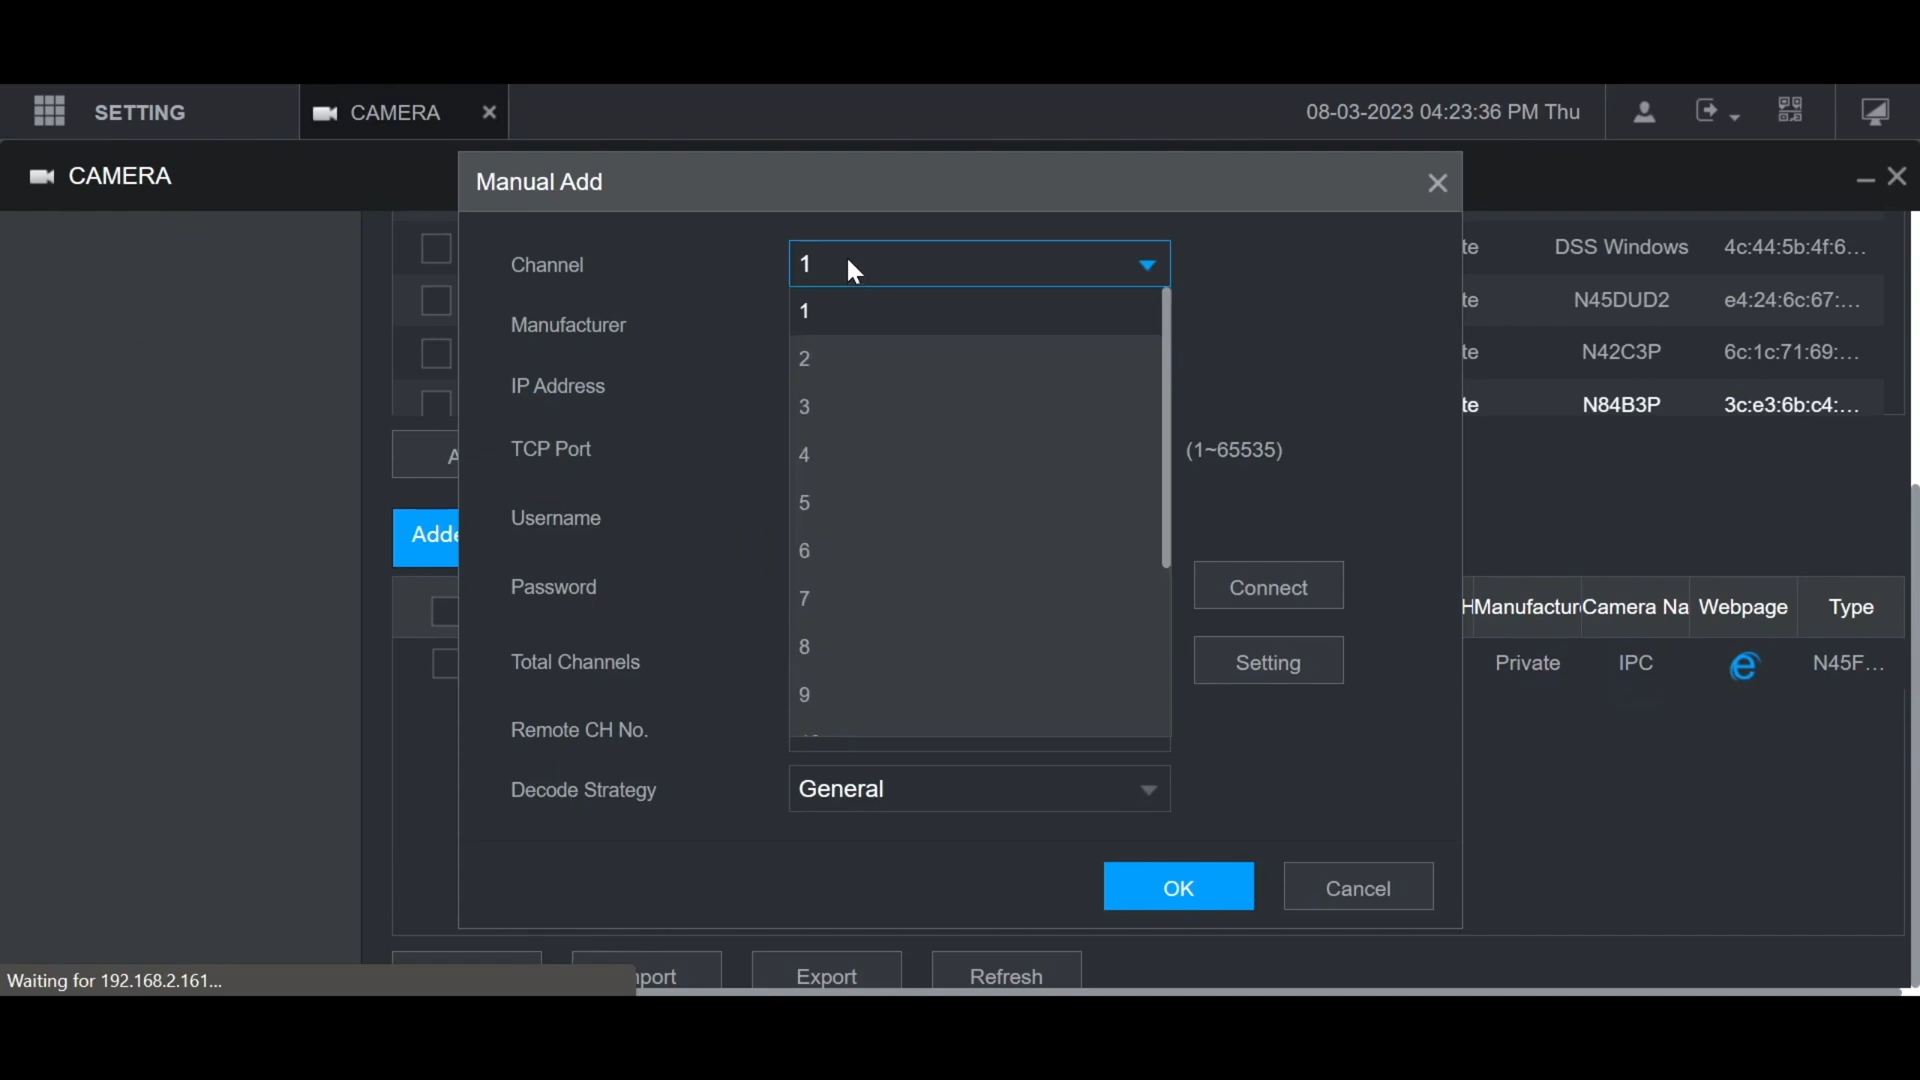 SETTING
CAMERA
08-03-2023 04:23:36 PM Thu
CAMERA
Manual Add
Channel
1
1
2
3
4
5
6
7
8
9
Manufacturer
IP Address
TCP Port
(1~65535)
Username
Password
Connect
Total Channels
Setting
Remote CH No.
Decode Strategy
General
OK
Cancel
te DSS Windows 4c:44:5b:4f:6...
te N45DUD2 e4:24:6c:67:...
te N42C3P 6c:1c:71:69:...
te N84B3P 3c:e3:6b:c4:...
A
Adde
Manufactur Camera Na Webpage Type
Private IPC N45F...
port
Export
Refresh
Waiting for 192.168.2.161...